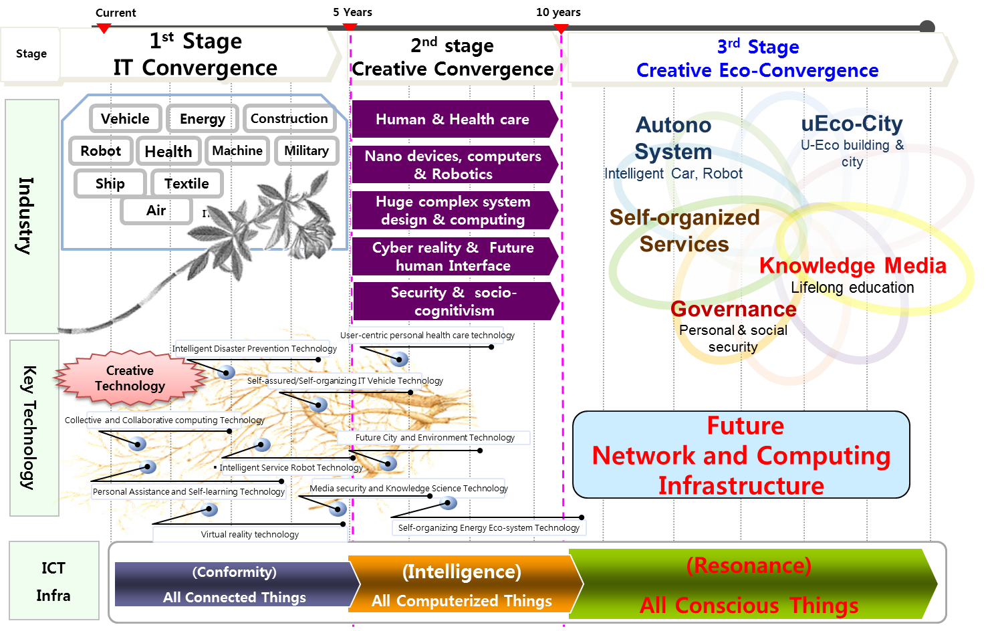 Current
5 Years
10 years
Stage
1st Stage
IT Convergence
2nd stage
Creative Convergence
3rd Stage
Creative Eco-Convergence
Industry
Vehicle
Energy
Construction
Robot
Health
Machine
Military
Ship
Textile
Air
Human & Health care
Nano devices, computers
& Robotics
Huge complex system
design & computing
Cyber reality & Future
human Interface
Security & socio-
cognitivism
Autono
System
Intelligent Car, Robot
uEco-City
U-Eco building &
city
Self-organized
Services
Knowledge Media
Lifelong education
Governance
Personal & social
security
Key Technology
Creative
Technology
User-centric personal health care technology
Intelligent Disaster Prevention Technology
Self-assured/Self-organizing IT Vehicle Technology
Collective and Collaborative computing Technology
Future City and Environment Technology
▪ Intelligent Service Robot Technology
Personal Assistance and Self-learning Technology
Media security and Knowledge Science Technology
Virtual reality technology
Self-organizing Energy Eco-system Technology
Future
Network and Computing
Infrastructure
ICT
Infra
(Conformity)
All Connected Things
(Intelligence)
All Computerized Things
(Resonance)
All Conscious Things